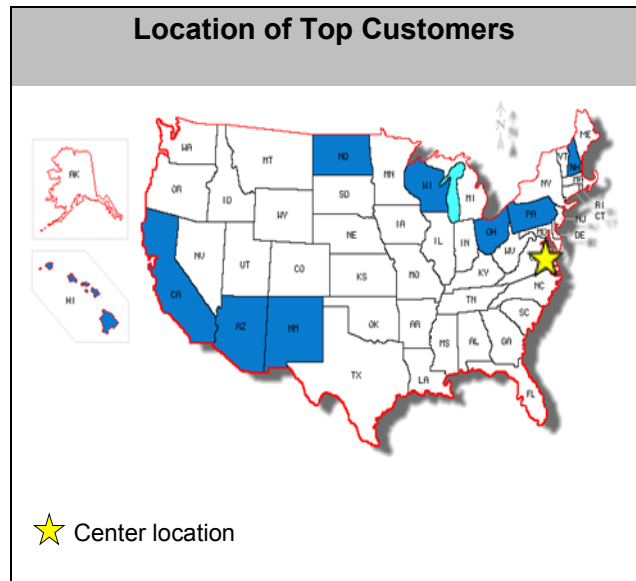 Location of Top Customers
ME
WA
ND
MT
MN
VT
NH
AK
OR
ID
SD
WI
MI
NY
MA
WY
RI
CT
IA
PA
NJ
NE
OH
MD
DE
NV
IL
IN
UT
CO
WV
HI
CA
KS
MO
KY
NC
TN
AZ
NM
OK
AR
SC
MS
AL
GA
TX
LA
FL
Center location